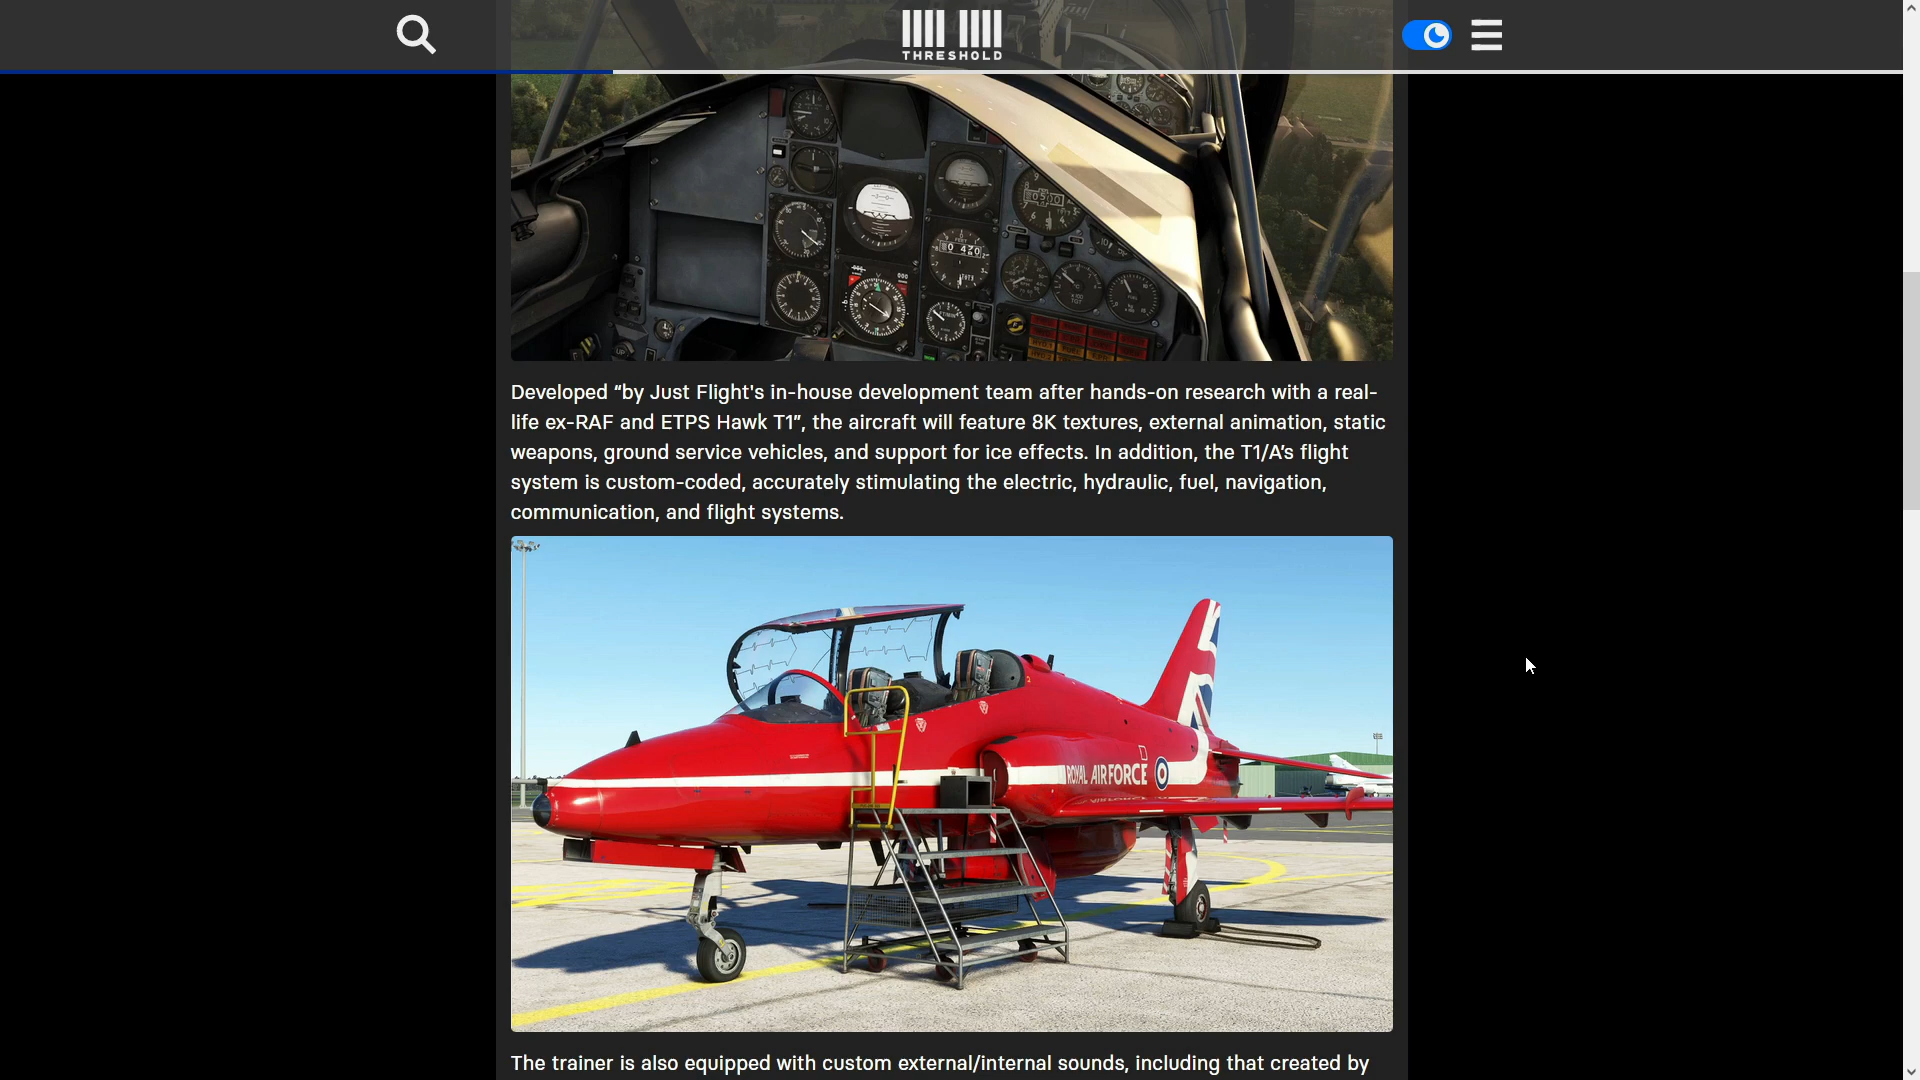 THRESHOLD
Developed “by Just Flight's in-house development team after hands-on research with a real-
life ex-RAF and ETPS Hawk T1”, the aircraft will feature 8K textures, external animation, static
weapons, ground service vehicles, and support for ice effects. In addition, the T1/A’s flight
system is custom-coded, accurately stimulating the electric, hydraulic, fuel, navigation,
communication, and flight systems.
ROYAL AIR FORCE
The trainer is also equipped with custom external/internal sounds, including that created by